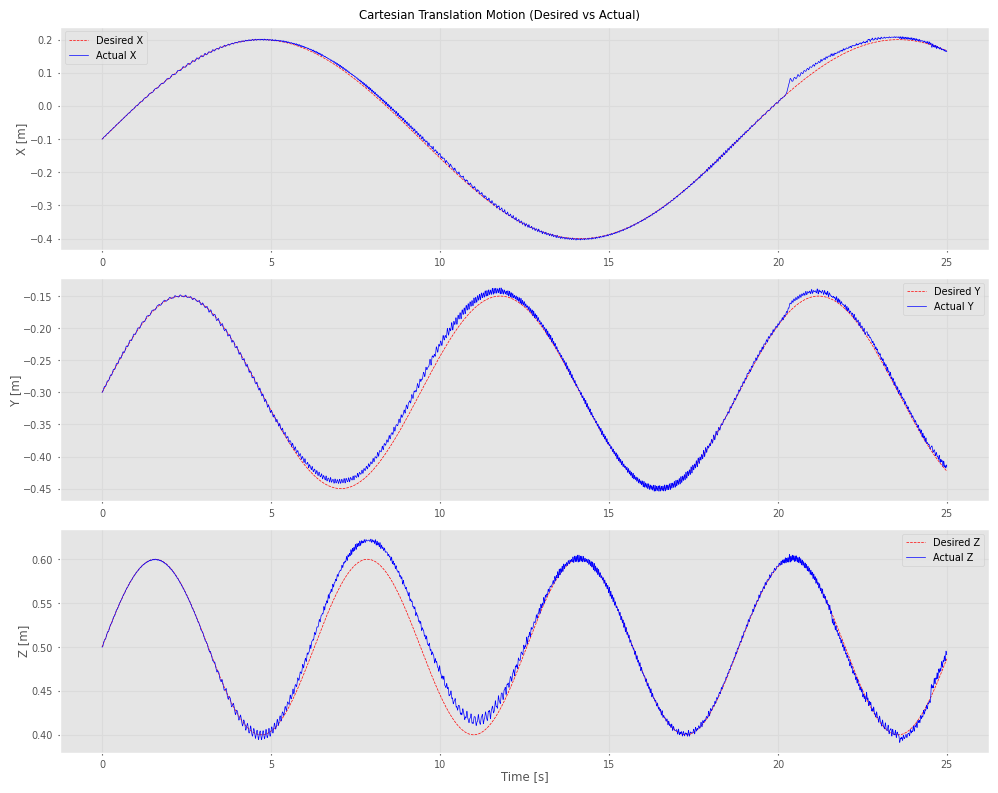 Cartesian Translation Motion (Desired vs Actual)
X [m]
0.2
0.1
0.0
−0.1
−0.2
−0.3
−0.4
Desired X
Actual X
0 5 10 15 20 25
Y [m]
−0.15
−0.20
−0.25
−0.30
−0.35
−0.40
−0.45
Desired Y
Actual Y
0 5 10 15 20 25
Z [m]
0.60
0.55
0.50
0.45
0.40
Desired Z
Actual Z
0 5 10 15 20 25
Time [s]